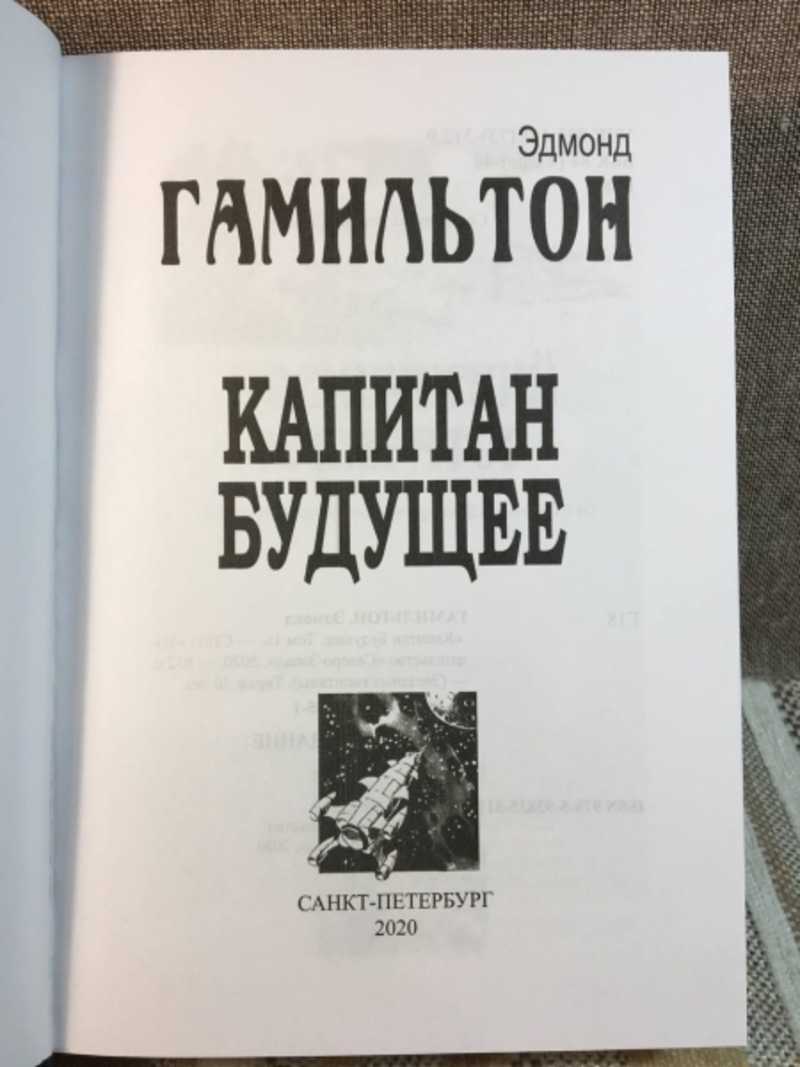 Эдмонд
ГАМИЛЬТОН
КАПИТАН
БУДУЩЕЕ
САНКТ-ПЕТЕРБУРГ
2020